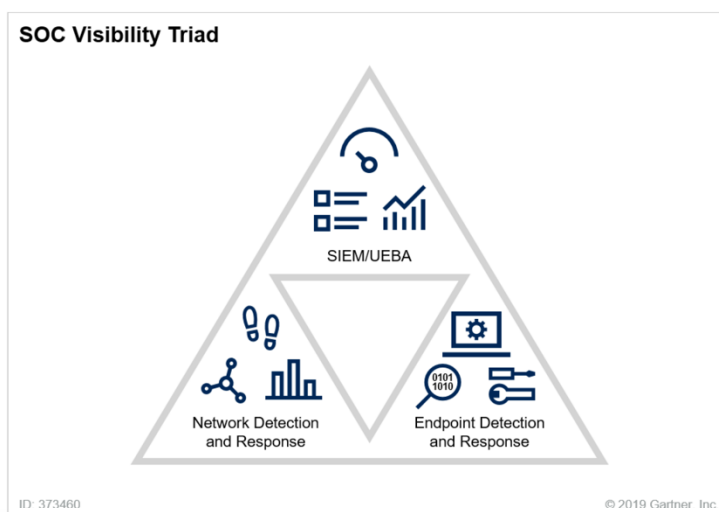 SOC Visibility Triad
SIEM/UEBA
0101
1010
Network Detection
and Response
Endpoint Detection
and Response
ID: 373460
© 2019 Gartner, Inc.